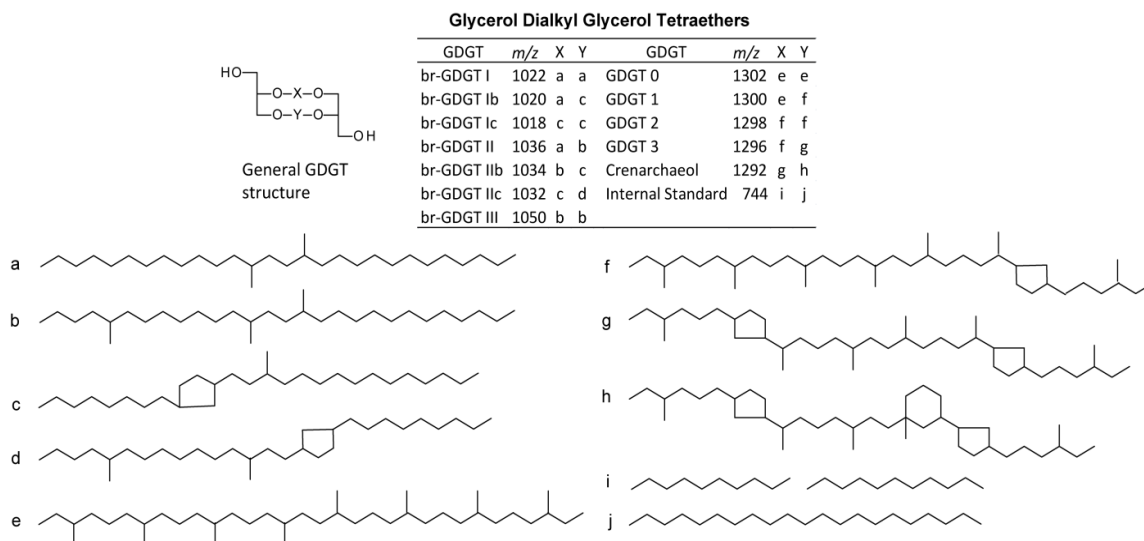 Glycerol Dialkyl Glycerol Tetraethers
GDGT m/z X Y GDGT m/z X Y
br-GDGT I 1022 a a GDGT 0 1302 e e
br-GDGT Ib 1020 a c GDGT 1 1300 e f
br-GDGT Ic 1018 c c GDGT 2 1298 f f
br-GDGT II 1036 a b GDGT 3 1296 f g
br-GDGT IIb 1034 b c Crenarchaeol 1292 g h
br-GDGT IIc 1032 c d Internal Standard 744 i j
br-GDGT III 1050 b b
HO
O-X-O
O-Y-O
OH
General GDGT
structure
a
b
c
d
e
f
g
h
i
j